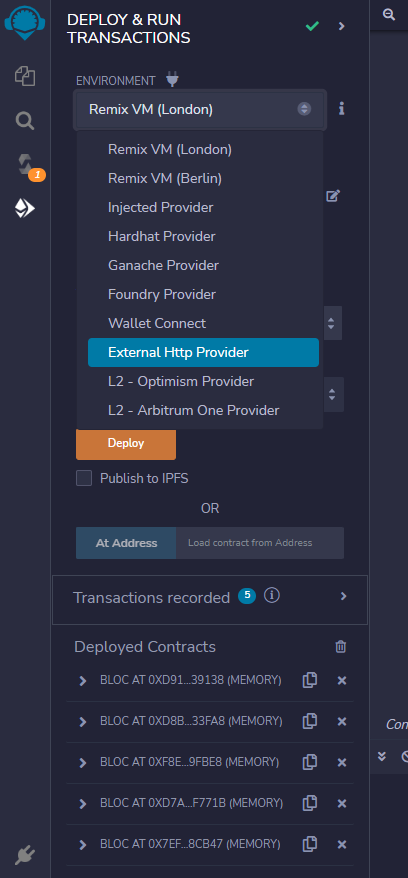 DEPLOY & RUN
TRANSACTIONS
ENVIRONMENT
Remix VM (London)
Remix VM (London)
Remix VM (Berlin)
Injected Provider
Hardhat Provider
Ganache Provider
Foundry Provider
Wallet Connect
External Http Provider
L2 - Optimism Provider
L2 - Arbitrum One Provider
1
Deploy
Publish to IPFS
OR
At Address Load contract from Address
Transactions recorded 5
Deployed Contracts
BLOC AT 0XD91...39138 (MEMORY)
BLOC AT 0XD8B...33FA8 (MEMORY)
BLOC AT 0XF8E...9FBE8 (MEMORY)
BLOC AT 0XD7A...F771B (MEMORY)
BLOC AT 0X7EF...8CB47 (MEMORY)